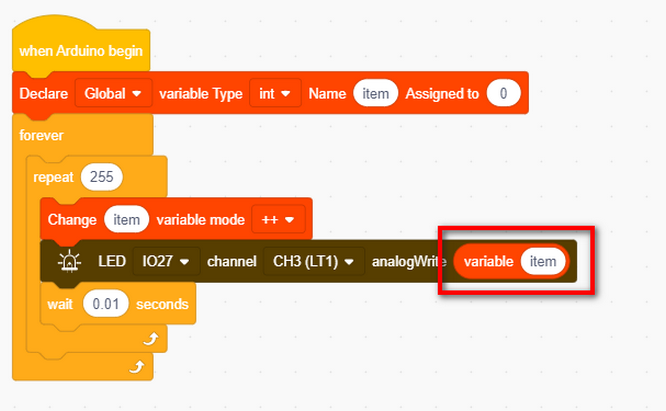 when Arduino begin
Declare Global variable Type int Name item Assigned to 0
forever
repeat 255
Change item variable mode ++
LED IO27 channel CH3 (LT1) analogWrite variable item
wait 0.01 seconds